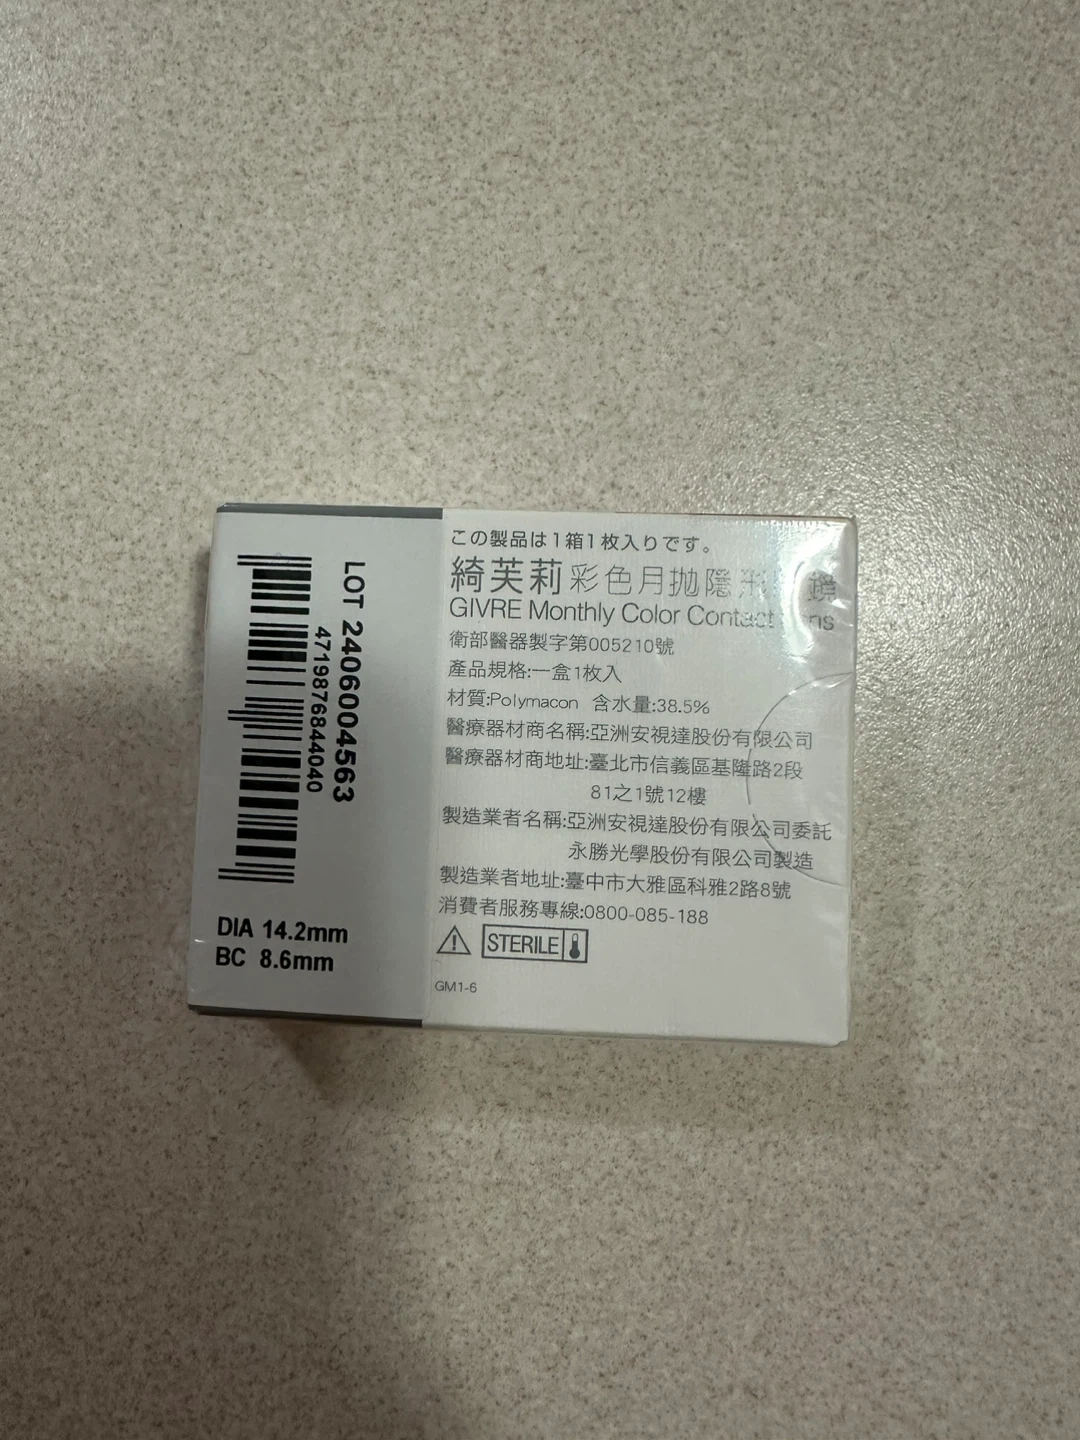 LOT 2406004563
4719876844040
DIA 14.2mm
BC 8.6mm
この製品は1箱1枚入りです。
綺芙莉彩色月拋隱形 鏡
GIVRE Monthly Color Contact
衛部醫器製字第005210號
產品規格:一盒1枚入
材質:Polymacon 含水量:38.5%
醫療器材商名稱:亞洲安視達股份有限公司
醫療器材商地址:臺北市信義區基隆路2段
81之1號12樓
製造業者名稱:亞洲安視達股份有限公司委託
永勝光學股份有限公司製造
製造業者地址:臺中市大雅區科雅2路8號
消費者服務專線:0800-085-188
STERILE
GM1-6